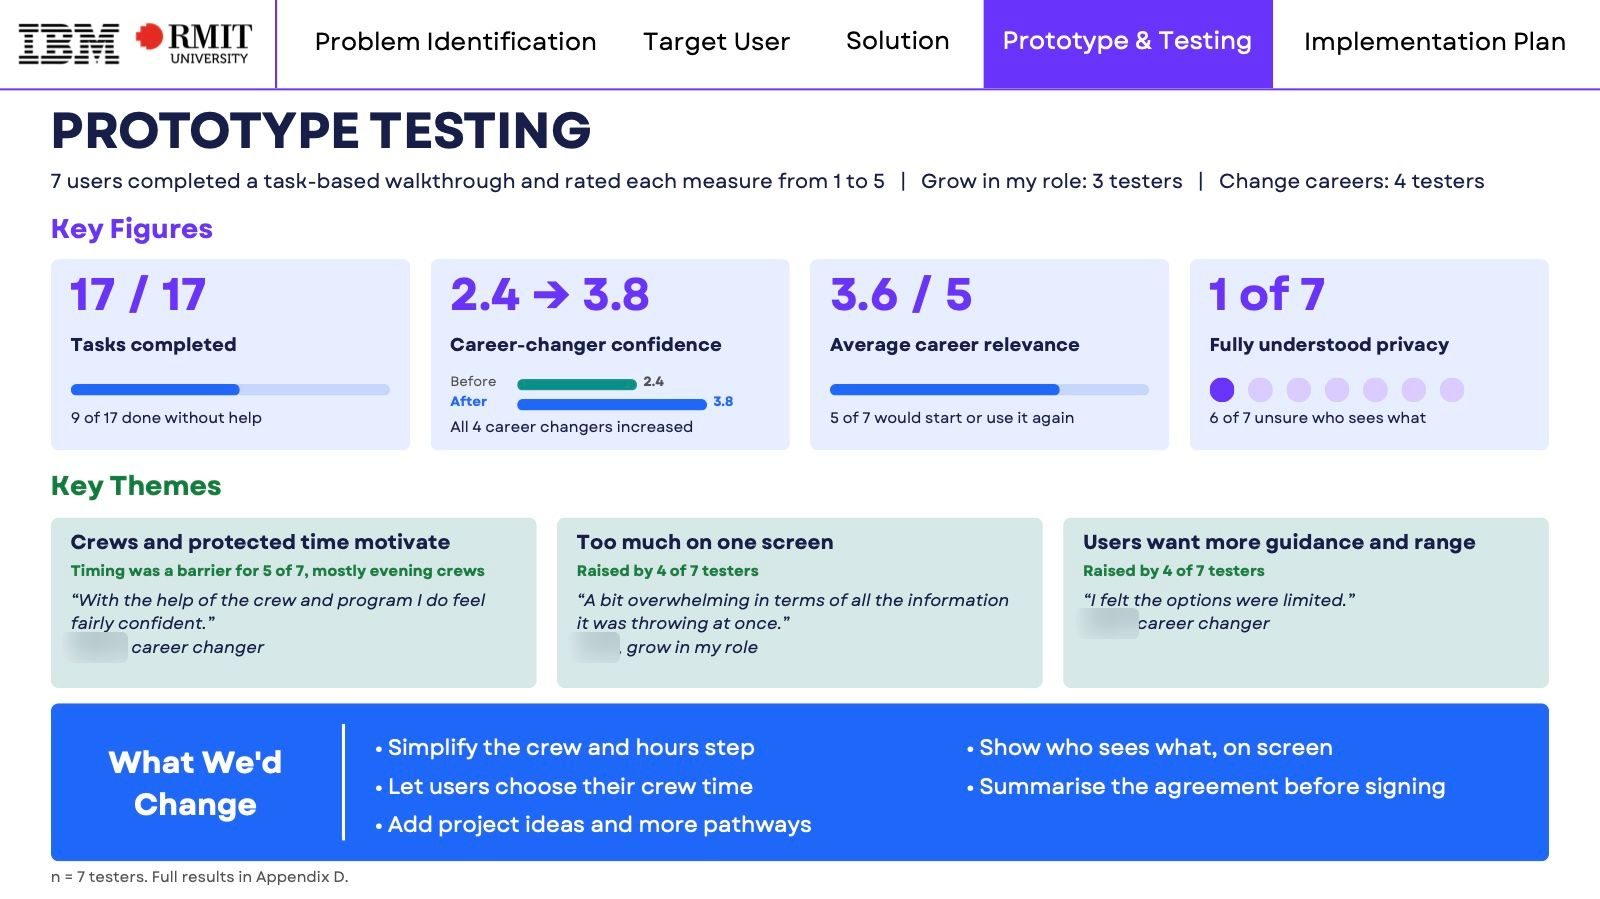 IBM RMIT UNIVERSITY
Problem Identification
Target User
Solution
Prototype & Testing
Implementation Plan
PROTOTYPE TESTING
7 users completed a task-based walkthrough and rated each measure from 1 to 5 | Grow in my role: 3 testers | Change careers: 4 testers
Key Figures
17 / 17
Tasks completed
9 of 17 done without help
2.4 → 3.8
Career-changer confidence
Before 2.4
After 3.8
All 4 career changers increased
3.6 / 5
Average career relevance
5 of 7 would start or use it again
1 of 7
Fully understood privacy
6 of 7 unsure who sees what
Key Themes
Crews and protected time motivate
Timing was a barrier for 5 of 7, mostly evening crews
“With the help of the crew and program I do feel
fairly confident.”
career changer
Too much on one screen
Raised by 4 of 7 testers
“A bit overwhelming in terms of all the information
it was throwing at once.”
, grow in my role
Users want more guidance and range
Raised by 4 of 7 testers
“I felt the options were limited.”
career changer
What We'd
Change
• Simplify the crew and hours step
• Let users choose their crew time
• Add project ideas and more pathways
• Show who sees what, on screen
• Summarise the agreement before signing
n = 7 testers. Full results in Appendix D.